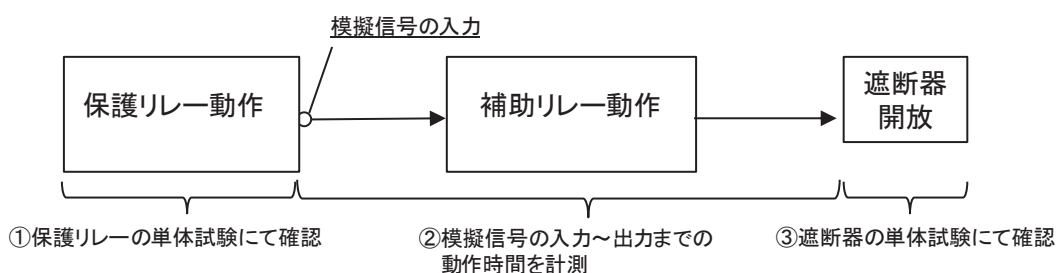 模擬信号の入力
保護リレー動作
補助リレー動作
遮断器
開放
①保護リレーの単体試験にて確認
②模擬信号の入力～出力までの
動作時間を計測
③遮断器の単体試験にて確認